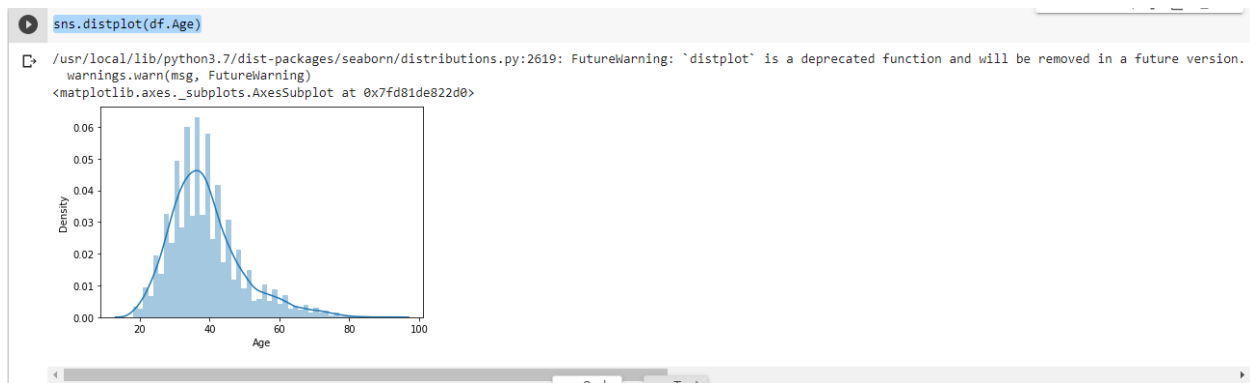 sns.distplot(df.Age)
/usr/local/lib/python3.7/dist-packages/seaborn/distributions.py:2619: FutureWarning: `distplot` is a deprecated function and will be removed in a future version.
warnings.warn(msg, FutureWarning)
<matplotlib.axes._subplots.AxesSubplot at 0x7fd81de822d0>
0.06
0.05
0.04
0.03
0.02
0.01
0.00
Density
20 40 60 80 100
Age